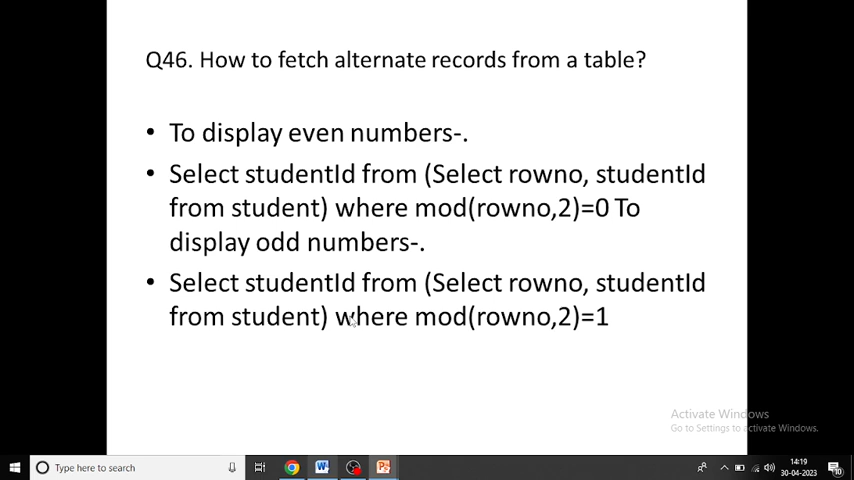 Q46. How to fetch alternate records from a table?
• To display even numbers-.
• Select studentId from (Select rowno, studentId
from student) where mod(rowno,2)=0 To
display odd numbers-.
• Select studentId from (Select rowno, studentId
from student) where mod(rowno,2)=1
Activate Windows
Go to Settings to activate Windows.
Type here to search
14:19
30-04-2023